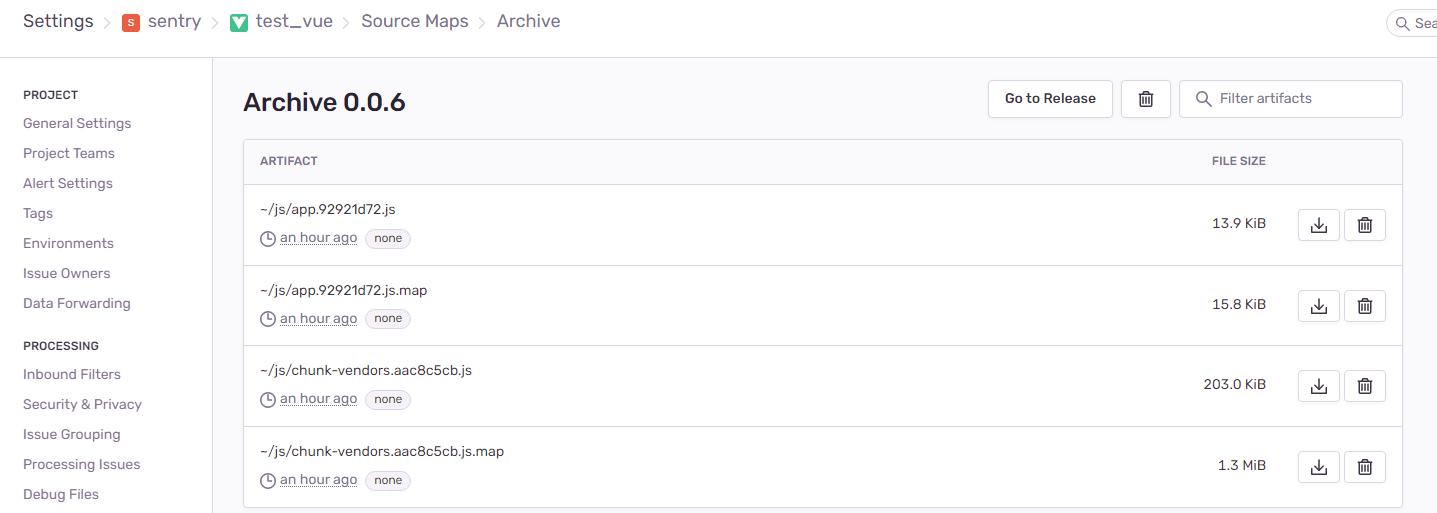 Settings > S sentry > test_vue > Source Maps > Archive
Sea
PROJECT
General Settings
Project Teams
Alert Settings
Tags
Environments
Issue Owners
Data Forwarding
PROCESSING
Inbound Filters
Security & Privacy
Issue Grouping
Processing Issues
Debug Files
Archive 0.0.6
Go to Release
Filter artifacts
ARTIFACT FILE SIZE
~/js/app.92921d72.js
13.9 KiB
an hour ago none
~/js/app.92921d72.js.map
15.8 KiB
an hour ago none
~/js/chunk-vendors.aac8c5cb.js
203.0 KiB
an hour ago none
~/js/chunk-vendors.aac8c5cb.js.map
1.3 MiB
an hour ago none